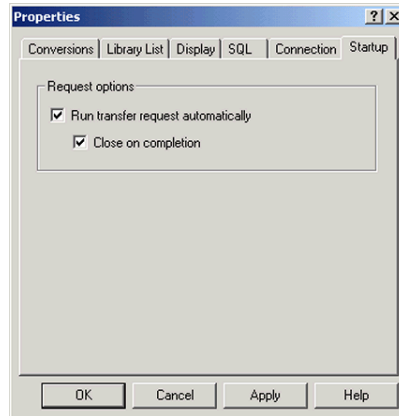 Properties
Conversions Library List Display SQL Connection Startup
Request options
Run transfer request automatically
Close on completion
OK Cancel Apply Help